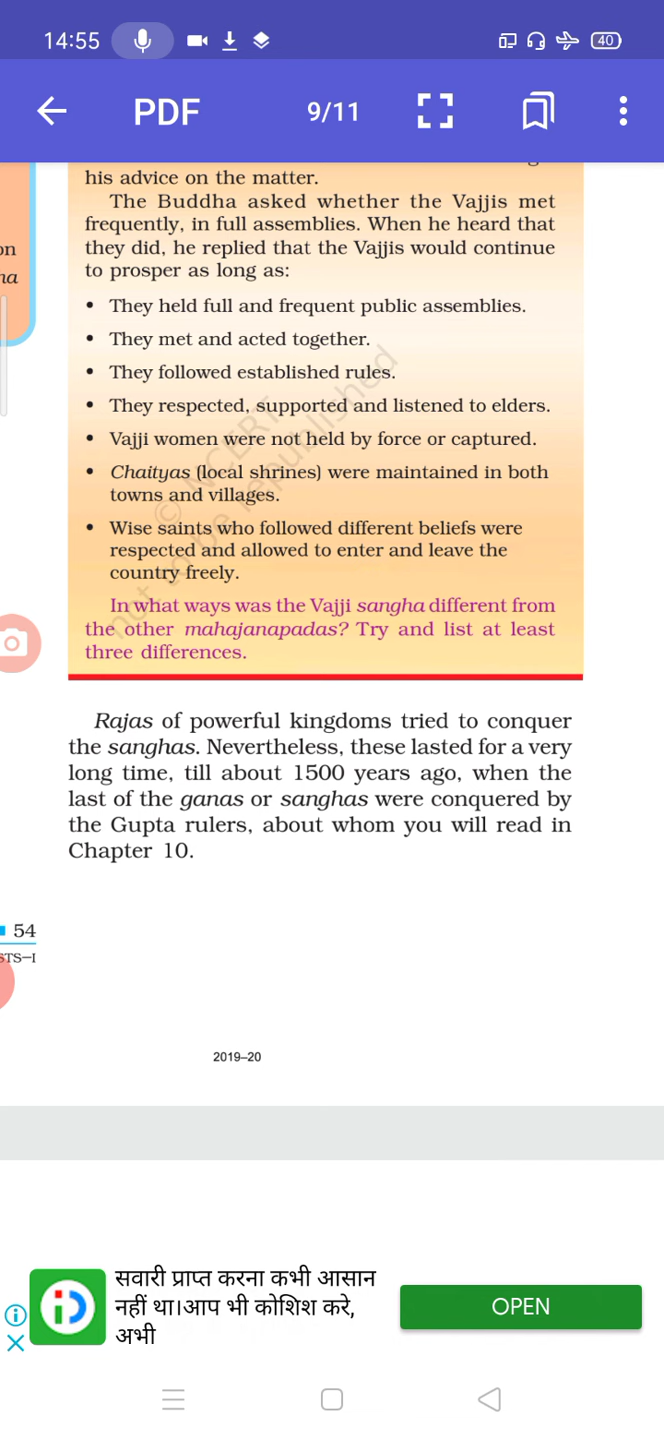 14:55
40
PDF
9/11
his advice on the matter.
The Buddha asked whether the Vajjis met
frequently, in full assemblies. When he heard that
they did, he replied that the Vajjis would continue
to prosper as long as:
• They held full and frequent public assemblies.
• They met and acted together.
• They followed established rules.
• They respected, supported and listened to elders.
• Vajji women were not held by force or captured.
• Chaityas (local shrines) were maintained in both
towns and villages.
• Wise saints who followed different beliefs were
respected and allowed to enter and leave the
country freely.
In what ways was the Vajji sangha different from
the other mahajanapadas? Try and list at least
three differences.
© NCERT
not to be republished
Rajas of powerful kingdoms tried to conquer
the sanghas. Nevertheless, these lasted for a very
long time, till about 1500 years ago, when the
last of the ganas or sanghas were conquered by
the Gupta rulers, about whom you will read in
Chapter 10.
54
STS–I
2019–20
सवारी प्राप्त करना कभी आसान
नहीं था।आप भी कोशिश करे,
अभी
OPEN